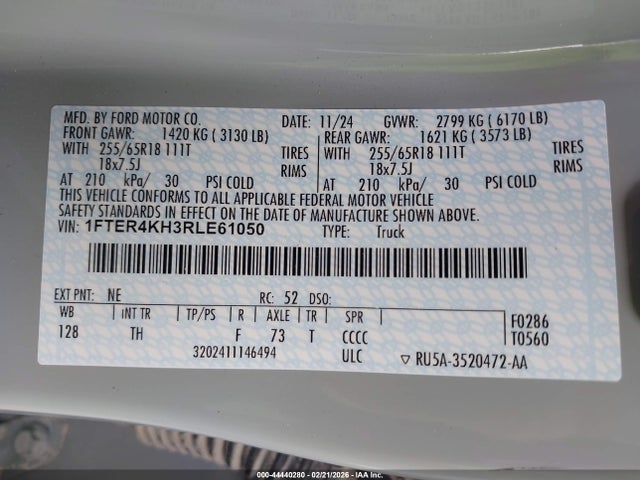 MFD. BY FORD MOTOR CO. DATE: 11/24 GVWR: 2799 KG ( 6170 LB)
FRONT GAWR: 1420 KG ( 3130 LB) REAR GAWR: 1621 KG ( 3573 LB)
WITH 255/65R18 111T TIRES WITH 255/65R18 111T TIRES
18x7.5J RIMS 18x7.5J RIMS
AT 210 kPa/ 30 PSI COLD AT 210 kPa/ 30 PSI COLD
THIS VEHICLE CONFORMS TO ALL APPLICABLE FEDERAL MOTOR VEHICLE
SAFETY STANDARDS IN EFFECT ON THE DATE OF MANUFACTURE SHOWN ABOVE.
VIN: 1FTER4KH3RLE61050 TYPE: Truck
EXT PNT: NE RC: 52 DSO:
WB INT TR TP/PS R AXLE TR SPR F0286
128 TH F 73 T CCCC T0560
3202411146494 ULC ▽ RU5A-3520472-AA
000-44440280 - 02/21/2026 - IAA, Inc.